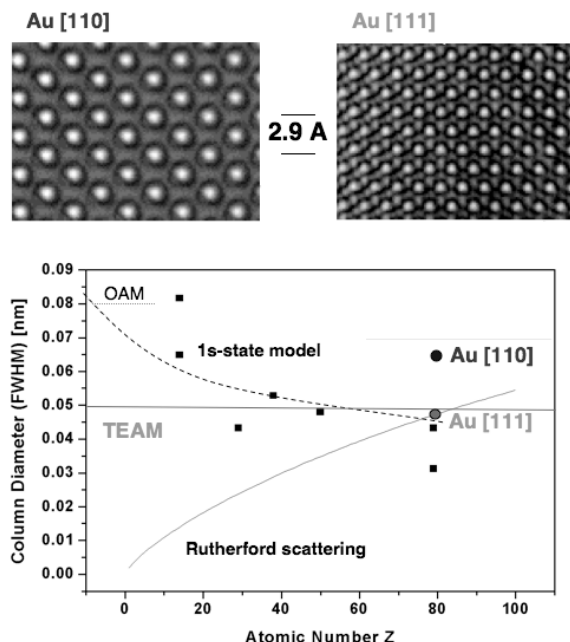 Au [110]
Au [111]
2.9 A
0.09
0.08
0.07
0.06
0.05
0.04
0.03
0.02
0.01
0.00
Column Diameter (FWHM) [nm]
OAM
1s-state model
Au [110]
TEAM
Au [111]
Rutherford scattering
0
20
40
60
80
100
Atomic Number Z